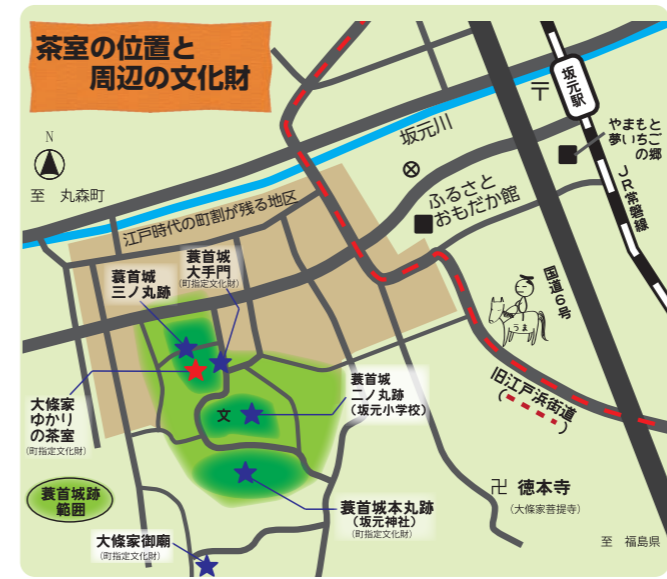 茶室の位置と
周辺の文化財
N
至　丸森町
坂元川
〒
坂元駅
やまもと
夢いちごの郷
JR常磐線
ふるさと
おもだか館
江戸時代の町割が残る地区
蓑首城
三ノ丸跡
蓑首城
大手門
(町指定文化財)
国道6号
うま
旧江戸浜街道
( )
大條家
ゆかり
の茶室
(町指定文化財)
文
蓑首城
二ノ丸跡
(坂元小学校)
蓑首城跡
範囲
蓑首城本丸跡
(坂元神社)
(町指定文化財)
卍 徳本寺
(大條家菩提寺)
大條家御廟
(町指定文化財)
至　福島県